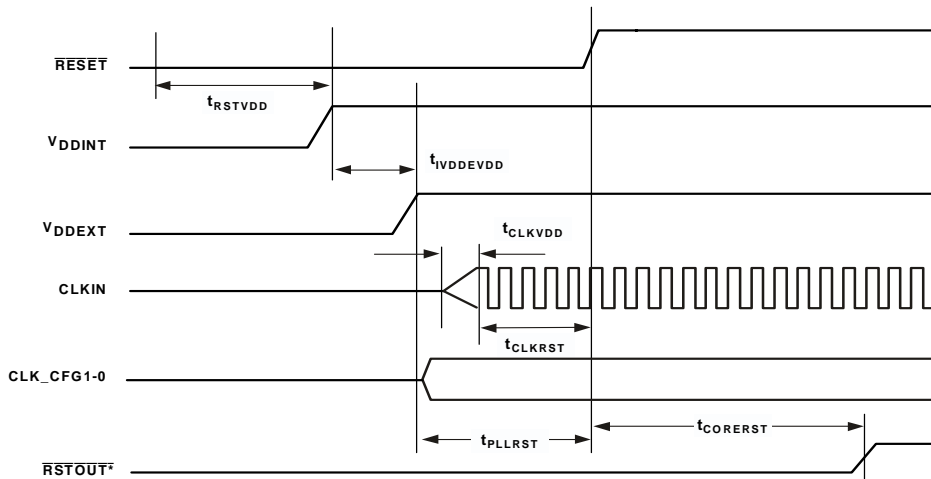 RESET
tRSTVDD
VDDINT
tIVDDEVDD
VDDEXT
tCLKVDD
CLKIN
tCLKRST
CLK_CFG1-0
tPLLRST
tCORERST
RSTOUT*